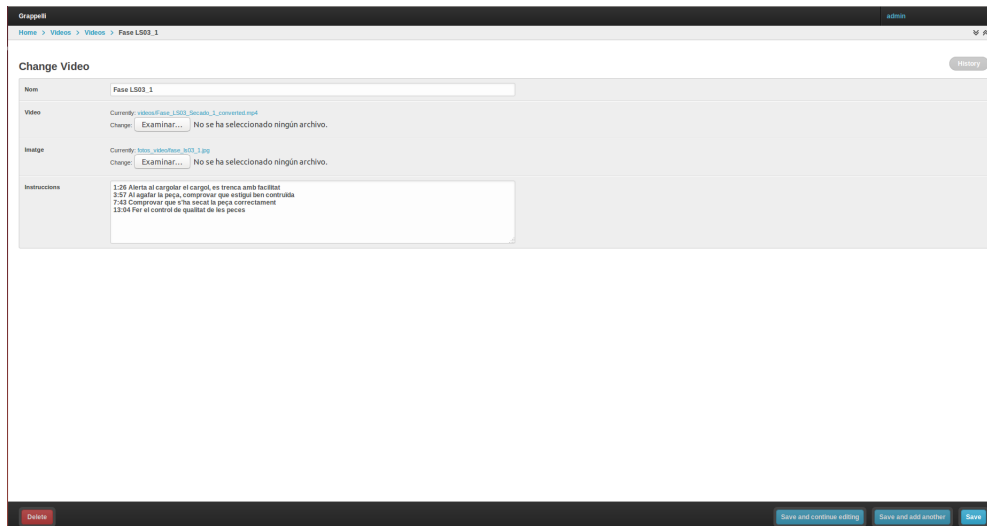 Grappelli admin
Home > Videos > Videos > Fase LS03_1
Change Video History
Nom Fase LS03_1
Video Currently: videos/Fase_LS03_Secado_1_converted.mp4
Change: Examinar... No se ha seleccionado ningún archivo.
Imatge Currently: fotos_video/fase_ls03_1.jpg
Change: Examinar... No se ha seleccionado ningún archivo.
Instruccions 1:26 Alerta al cargolar el cargol, es trenca amb facilitat
3:57 Al agafar la peça, comprovar que estigui ben contruïda
7:43 Comprovar que s'ha secat la peça correctament
13:04 Fer el control de qualitat de les peces
Delete Save and continue editing Save and add another Save